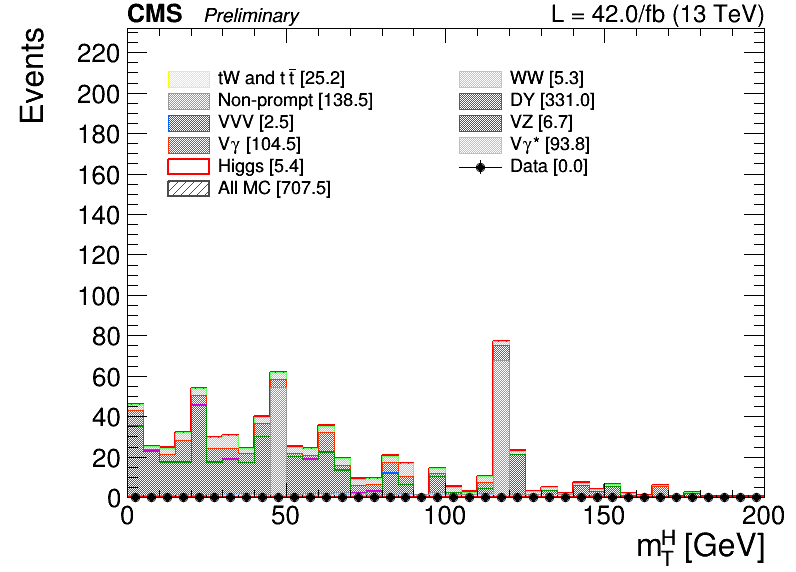 CMS Preliminary L = 42.0/fb (13 TeV)
Events
220
200
180
160
140
120
100
80
60
40
20
0
tW and t t̄ [25.2] WW [5.3]
Non-prompt [138.5] DY [331.0]
VVV [2.5] VZ [6.7]
Vγ [104.5] Vγ* [93.8]
Higgs [5.4] Data [0.0]
All MC [707.5]
0 50 100 150 200
m_T^H [GeV]